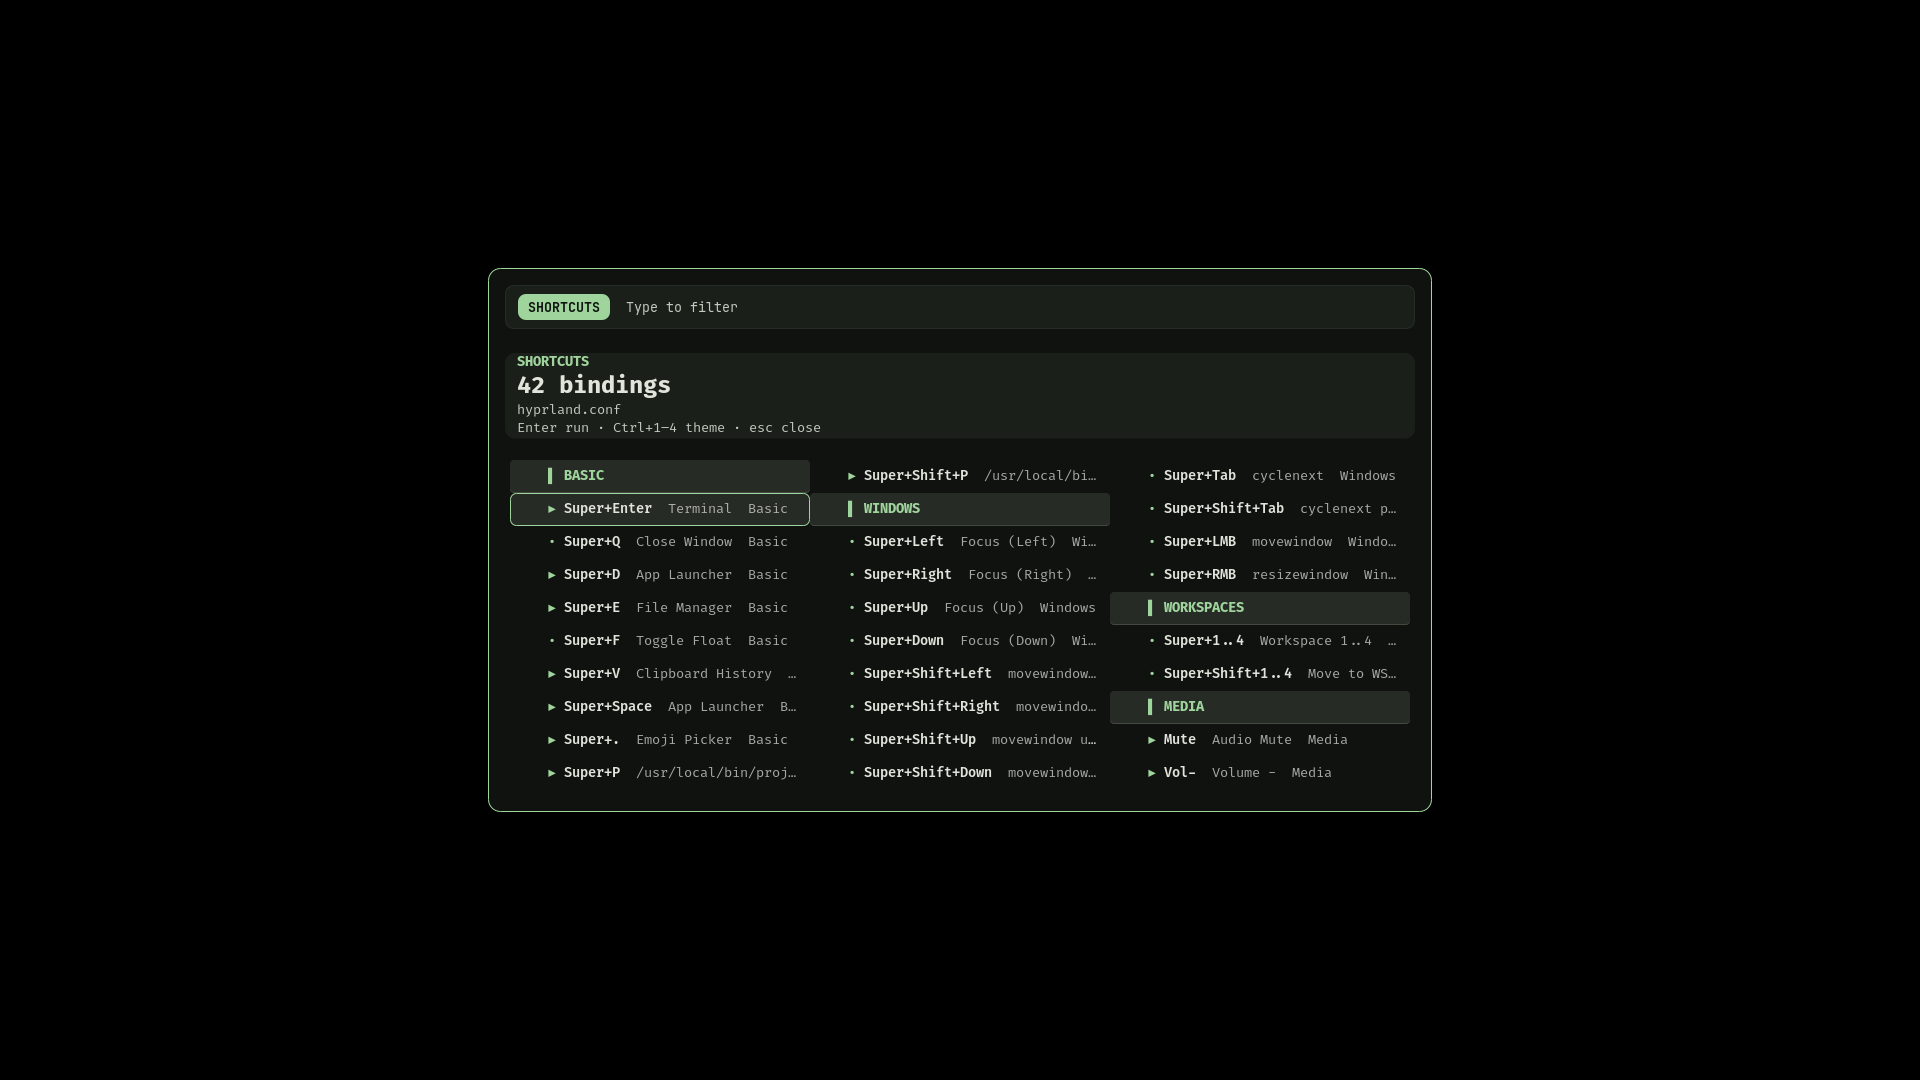 SHORTCUTS Type to filter
SHORTCUTS
42 bindings
hyprland.conf
Enter run · Ctrl+1–4 theme · esc close
BASIC
▶ Super+Enter Terminal Basic
• Super+Q Close Window Basic
▶ Super+D App Launcher Basic
▶ Super+E File Manager Basic
• Super+F Toggle Float Basic
▶ Super+V Clipboard History …
▶ Super+Space App Launcher B…
▶ Super+. Emoji Picker Basic
▶ Super+P /usr/local/bin/proj…
▶ Super+Shift+P /usr/local/bi…
WINDOWS
• Super+Left Focus (Left) Wi…
• Super+Right Focus (Right) …
• Super+Up Focus (Up) Windows
• Super+Down Focus (Down) Wi…
• Super+Shift+Left movewindow…
• Super+Shift+Right movewindo…
• Super+Shift+Up movewindow u…
• Super+Shift+Down movewindow…
• Super+Tab cyclenext Windows
• Super+Shift+Tab cyclenext p…
• Super+LMB movewindow Windo…
• Super+RMB resizewindow Win…
WORKSPACES
• Super+1..4 Workspace 1..4 …
• Super+Shift+1..4 Move to WS…
MEDIA
▶ Mute Audio Mute Media
▶ Vol- Volume - Media